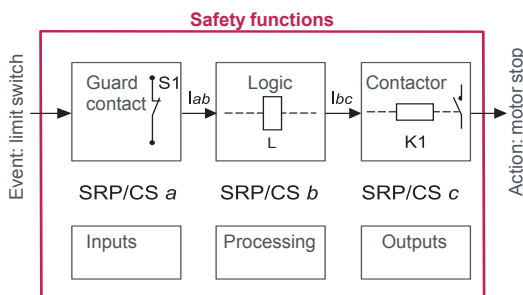 Safety functions
Event: limit switch
Guard
contact
S1
Iab
Logic
L
Ibc
Contactor
K1
Action: motor stop
SRP/CS a
SRP/CS b
SRP/CS c
Inputs
Processing
Outputs